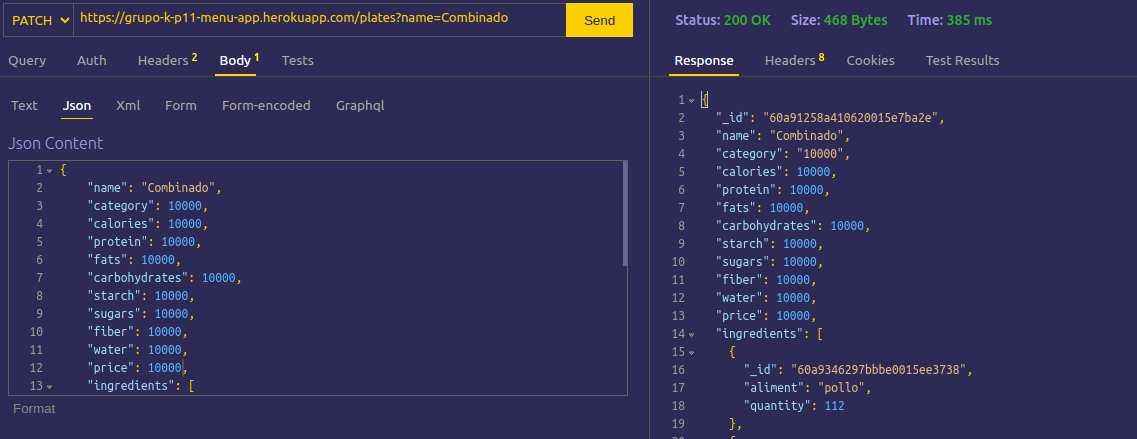 PATCH https://grupo-k-p11-menu-app.herokuapp.com/plates?name=Combinado Send
Query Auth Headers 2 Body 1 Tests
Text Json Xml Form Form-encoded Graphql
Json Content
1 {
2 "name": "Combinado",
3 "category": 10000,
4 "calories": 10000,
5 "protein": 10000,
6 "fats": 10000,
7 "carbohydrates": 10000,
8 "starch": 10000,
9 "sugars": 10000,
10 "fiber": 10000,
11 "water": 10000,
12 "price": 10000,
13 "ingredients": [
Format
Status: 200 OK Size: 468 Bytes Time: 385 ms
Response Headers 8 Cookies Test Results
1 {
2 "_id": "60a91258a410620015e7ba2e",
3 "name": "Combinado",
4 "category": "10000",
5 "calories": 10000,
6 "protein": 10000,
7 "fats": 10000,
8 "carbohydrates": 10000,
9 "starch": 10000,
10 "sugars": 10000,
11 "fiber": 10000,
12 "water": 10000,
13 "price": 10000,
14 "ingredients": [
15 {
16 "_id": "60a9346297bbbe0015ee3738",
17 "aliment": "pollo",
18 "quantity": 112
19 },